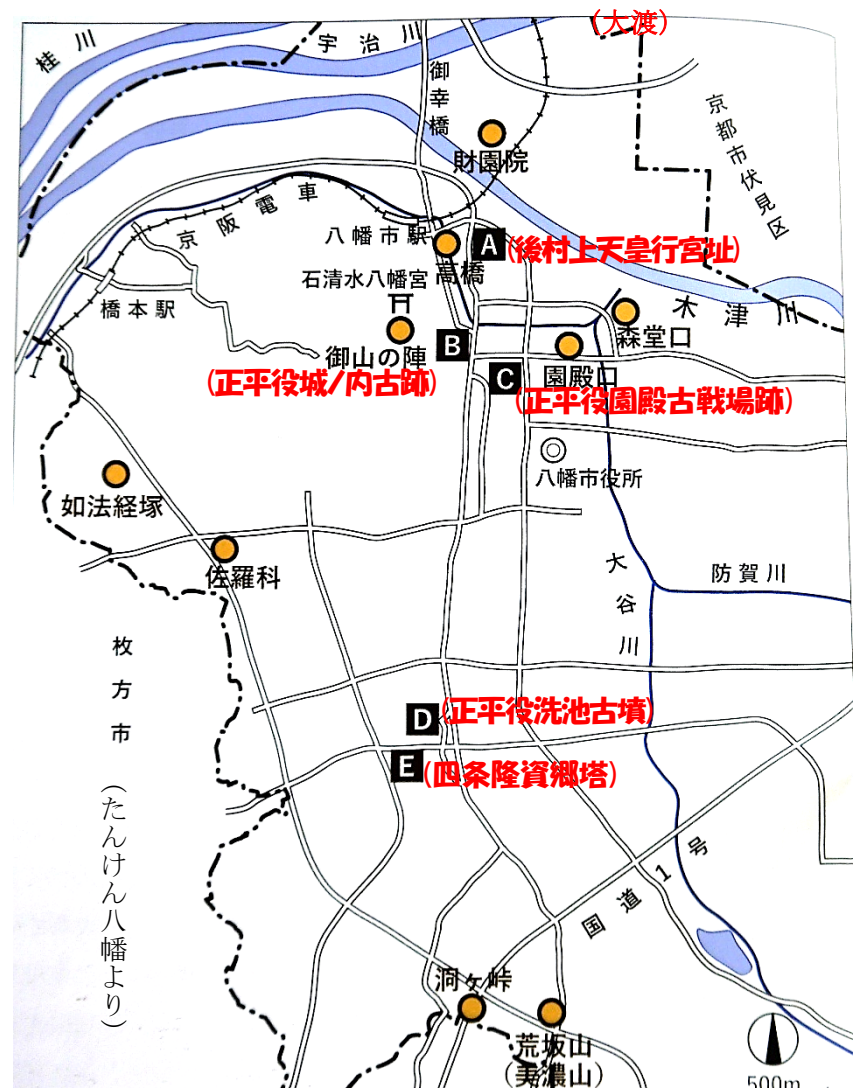 (大渡)
桂川
宇治川
御幸橋
京都市伏見区
財園院
京阪電車
八幡市駅
A
(後村上天皇行宮址)
高橋
石清水八幡宮
橋本駅
木津川
森堂口
B
御山の陣
園殿口
(正平役城ノ内古跡)
C
(正平役園殿古戦場跡)
八幡市役所
如法経塚
佐羅科
大谷川
防賀川
枚方市
D
(正平役洗池古墳)
E
(四条隆資郷塔)
(たんけん八幡より)
国道1号
洞ヶ峠
荒坂山
(美濃山)
500m